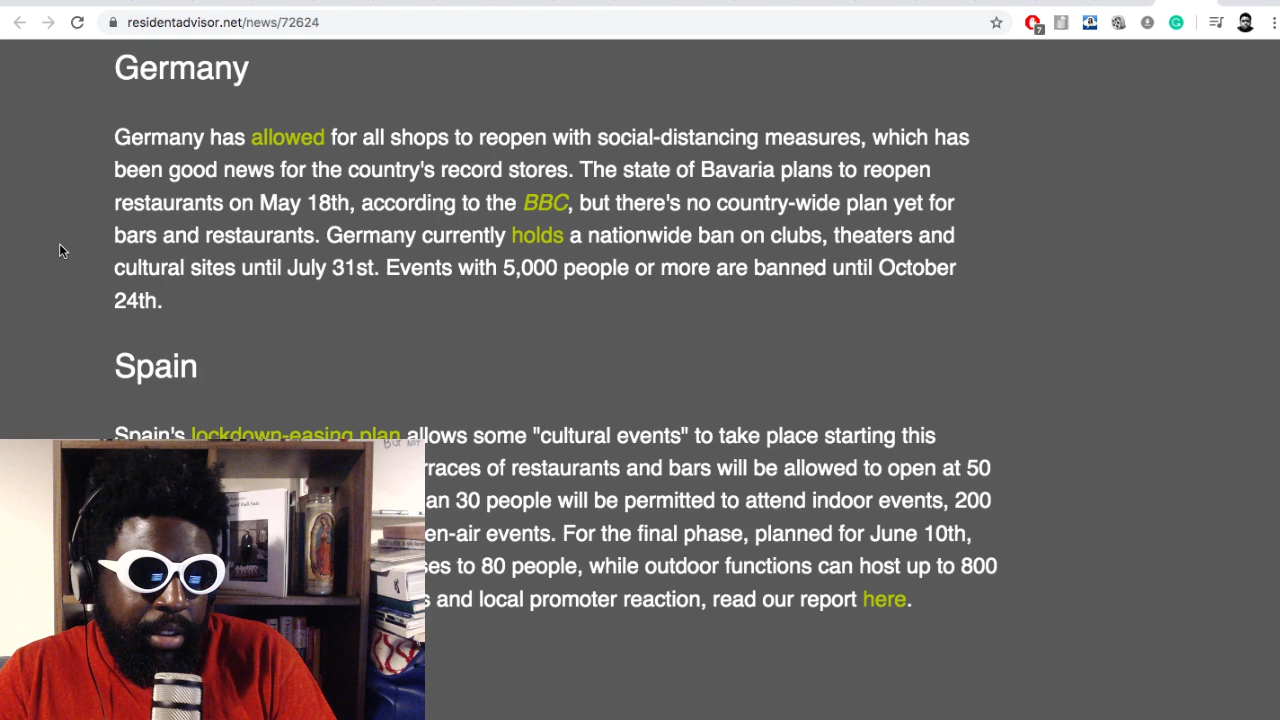 residentadvisor.net/news/72624
7
Germany
Germany has allowed for all shops to reopen with social-distancing measures, which has
been good news for the country's record stores. The state of Bavaria plans to reopen
restaurants on May 18th, according to the BBC, but there's no country-wide plan yet for
bars and restaurants. Germany currently holds a nationwide ban on clubs, theaters and
cultural sites until July 31st. Events with 5,000 people or more are banned until October
24th.
Spain
Spain's lockdown-easing plan allows some "cultural events" to take place starting this
rraces of restaurants and bars will be allowed to open at 50
an 30 people will be permitted to attend indoor events, 200
en-air events. For the final phase, planned for June 10th,
ses to 80 people, while outdoor functions can host up to 800
s and local promoter reaction, read our report here.